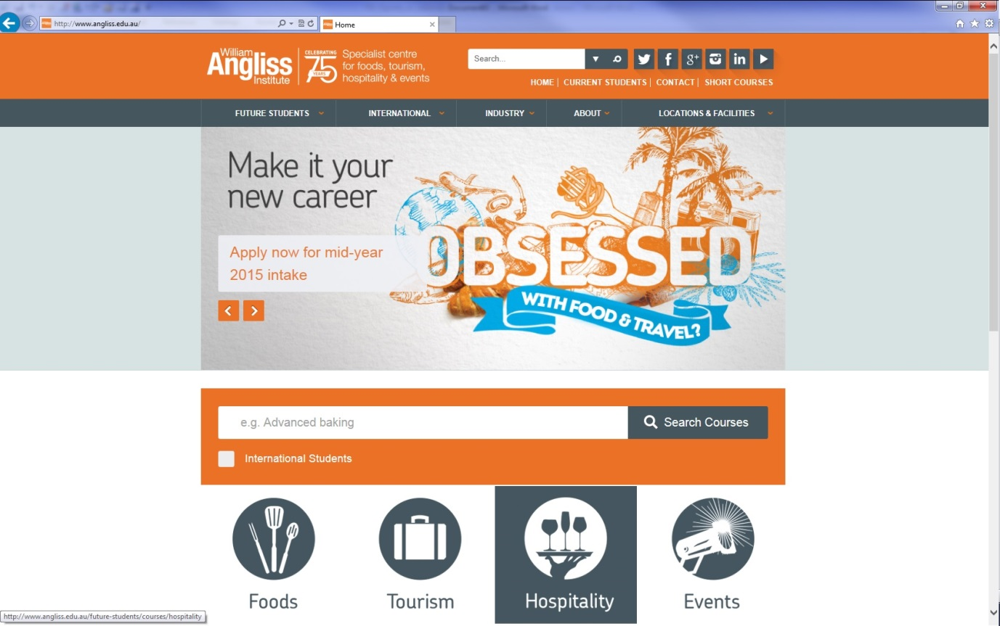 http://www.angliss.edu.au/
Home
William
Angliss
Institute
CELEBRATING
75
YEARS
Specialist centre
for foods, tourism,
hospitality & events
Search...
HOME | CURRENT STUDENTS | CONTACT | SHORT COURSES
FUTURE STUDENTS
INTERNATIONAL
INDUSTRY
ABOUT
LOCATIONS & FACILITIES
Make it your
new career
Apply now for mid-year
2015 intake
OBSESSED
WITH FOOD & TRAVEL?
e.g. Advanced baking
Search Courses
International Students
Foods
Tourism
Hospitality
Events
http://www.angliss.edu.au/future-students/courses/hospitality